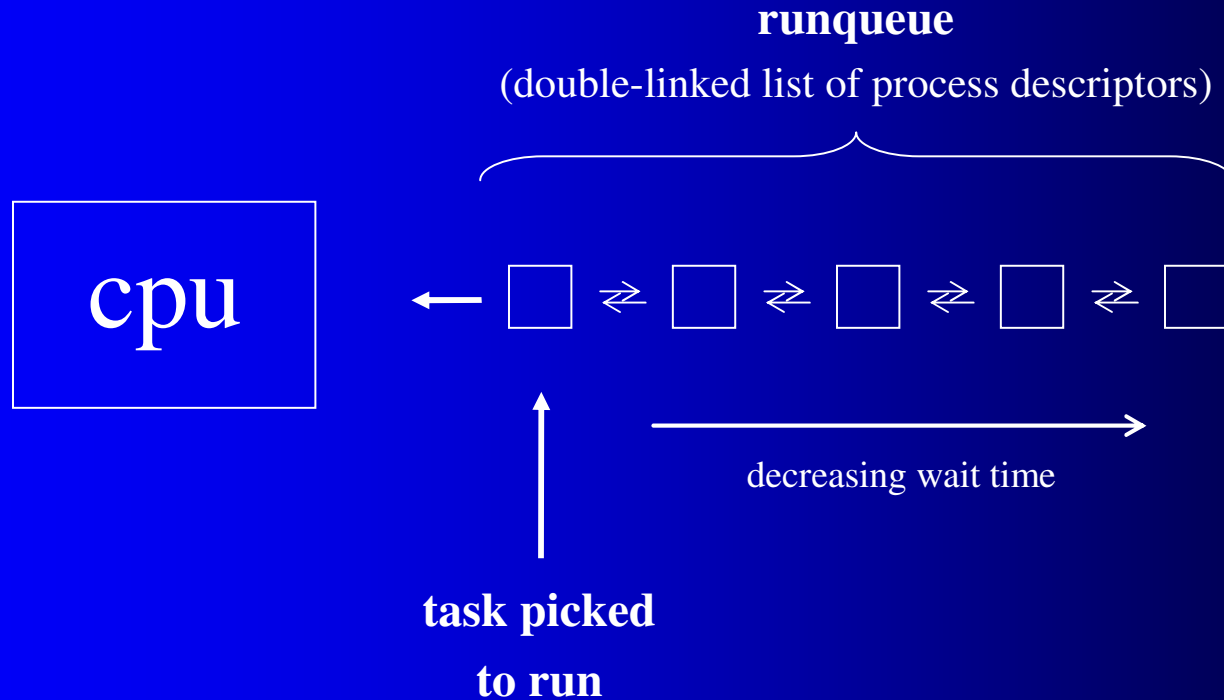 runqueue
(double-linked list of process descriptors)
cpu
decreasing wait time
task picked
to run